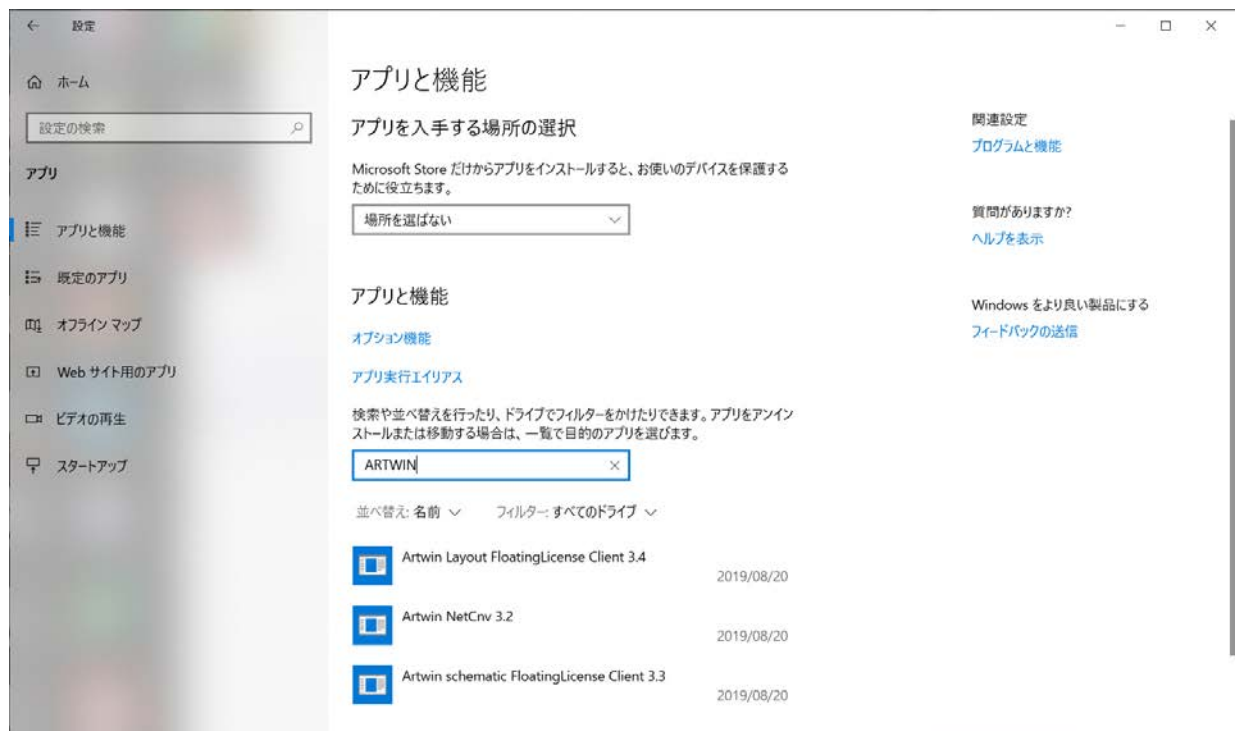 設定
ホーム
設定の検索
アプリ
アプリと機能
既定のアプリ
オフライン マップ
Web サイト用のアプリ
ビデオの再生
スタートアップ
アプリと機能
アプリを入手する場所の選択
Microsoft Store だけからアプリをインストールすると、お使いのデバイスを保護する
ために役立ちます。
場所を選ばない
アプリと機能
オプション機能
アプリ実行エイリアス
検索や並べ替えを行ったり、ドライブでフィルターをかけたりできます。アプリをアンイン
ストールまたは移動する場合は、一覧で目的のアプリを選びます。
ARTWIN
並べ替え: 名前 フィルター: すべてのドライブ
Artwin Layout FloatingLicense Client 3.4
2019/08/20
Artwin NetCnv 3.2
2019/08/20
Artwin schematic FloatingLicense Client 3.3
2019/08/20
関連設定
プログラムと機能
質問がありますか?
ヘルプを表示
Windows をより良い製品にする
フィードバックの送信